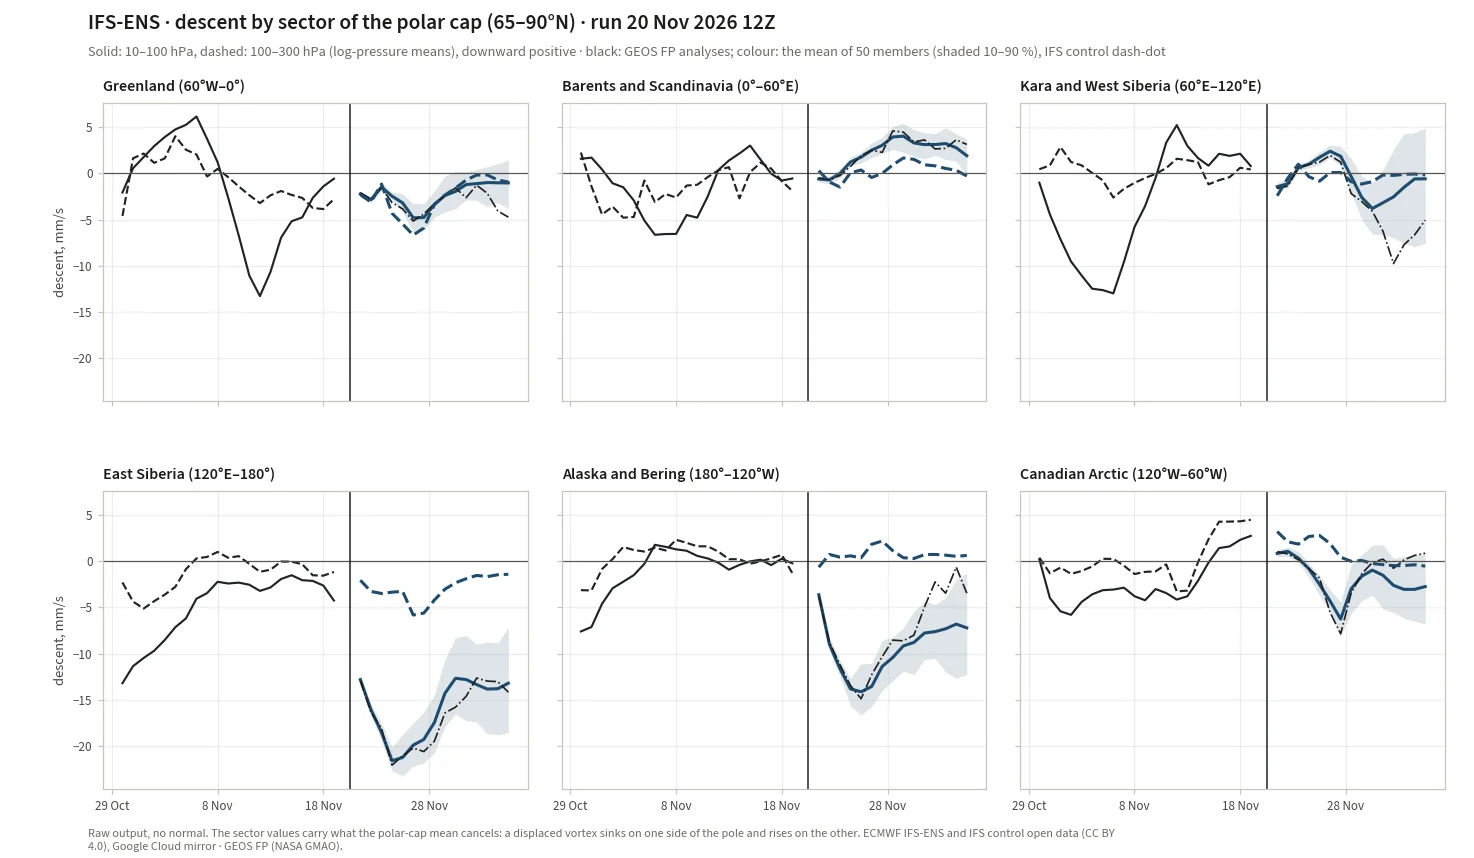 IFS-ENS · descent by sector of the polar cap (65–90°N) · run 20 Nov 2026 12Z
Solid: 10–100 hPa, dashed: 100–300 hPa (log-pressure means), downward positive · black: GEOS FP analyses; colour: the mean of 50 members (shaded 10–90 %), IFS control dash-dot
Greenland (60°W–0°)
Barents and Scandinavia (0°–60°E)
Kara and West Siberia (60°E–120°E)
descent, mm/s
5
0
−5
−10
−15
−20
East Siberia (120°E–180°)
Alaska and Bering (180°–120°W)
Canadian Arctic (120°W–60°W)
descent, mm/s
5
0
−5
−10
−15
−20
29 Oct 8 Nov 18 Nov 28 Nov
29 Oct 8 Nov 18 Nov 28 Nov
29 Oct 8 Nov 18 Nov 28 Nov
Raw output, no normal. The sector values carry what the polar-cap mean cancels: a displaced vortex sinks on one side of the pole and rises on the other. ECMWF IFS-ENS and IFS control open data (CC BY
4.0), Google Cloud mirror · GEOS FP (NASA GMAO).